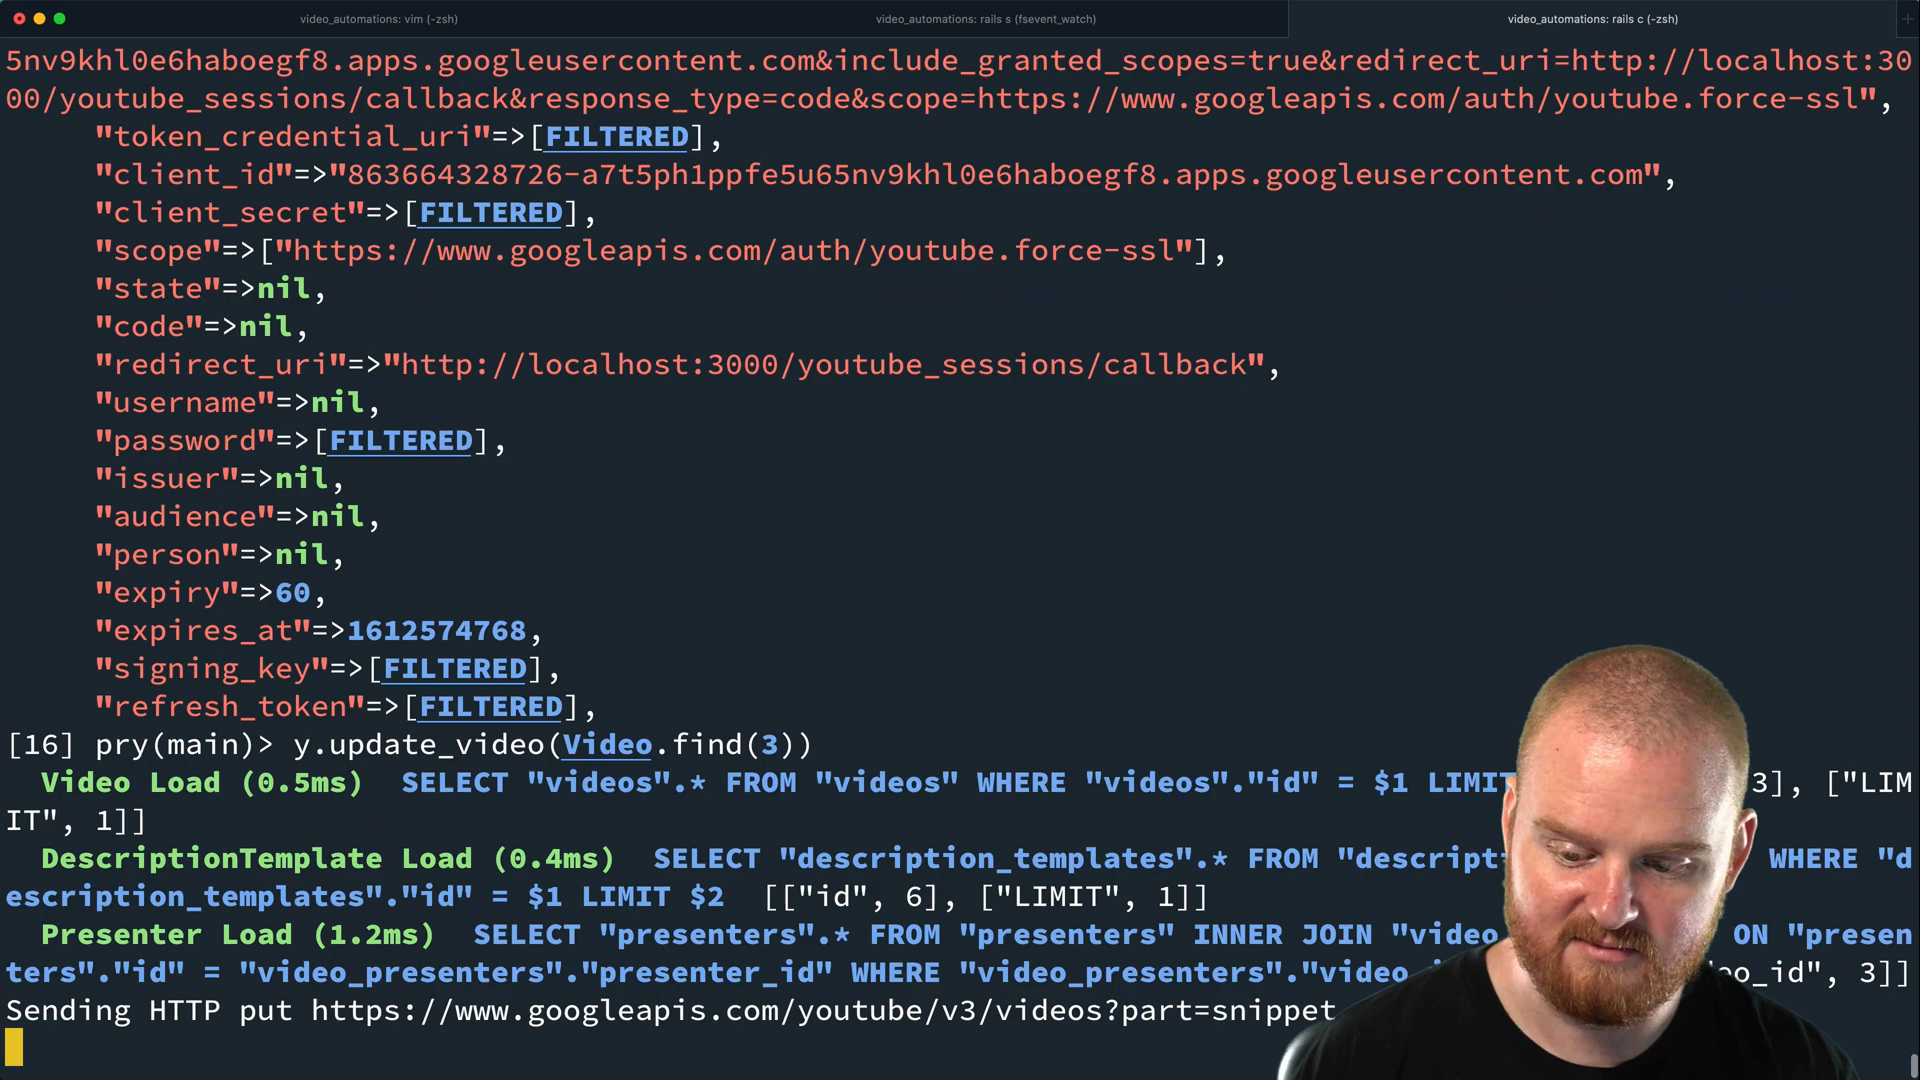 video_automations: vim (-zsh)
video_automations: rails s (fsevent_watch)
video_automations: rails c (-zsh)
5nv9khl0e6haboegf8.apps.googleusercontent.com&include_granted_scopes=true&redirect_uri=http://localhost:30
00/youtube_sessions/callback&response_type=code&scope=https://www.googleapis.com/auth/youtube.force-ssl",
"token_credential_uri"=>[FILTERED],
"client_id"=>"863664328726-a7t5ph1ppfe5u65nv9khl0e6haboegf8.apps.googleusercontent.com",
"client_secret"=>[FILTERED],
"scope"=>["https://www.googleapis.com/auth/youtube.force-ssl"],
"state"=>nil,
"code"=>nil,
"redirect_uri"=>"http://localhost:3000/youtube_sessions/callback",
"username"=>nil,
"password"=>[FILTERED],
"issuer"=>nil,
"audience"=>nil,
"person"=>nil,
"expiry"=>60,
"expires_at"=>1612574768,
"signing_key"=>[FILTERED],
"refresh_token"=>[FILTERED],
[16] pry(main)> y.update_video(Video.find(3))
Video Load (0.5ms) SELECT "videos".* FROM "videos" WHERE "videos"."id" = $1 LIMIT 3], ["LIM
IT", 1]]
DescriptionTemplate Load (0.4ms) SELECT "description_templates".* FROM "descript WHERE "d
escription_templates"."id" = $1 LIMIT $2 [["id", 6], ["LIMIT", 1]]
Presenter Load (1.2ms) SELECT "presenters".* FROM "presenters" INNER JOIN "video ON "presen
ters"."id" = "video_presenters"."presenter_id" WHERE "video_presenters"."video_ eo_id", 3]]
Sending HTTP put https://www.googleapis.com/youtube/v3/videos?part=snippet